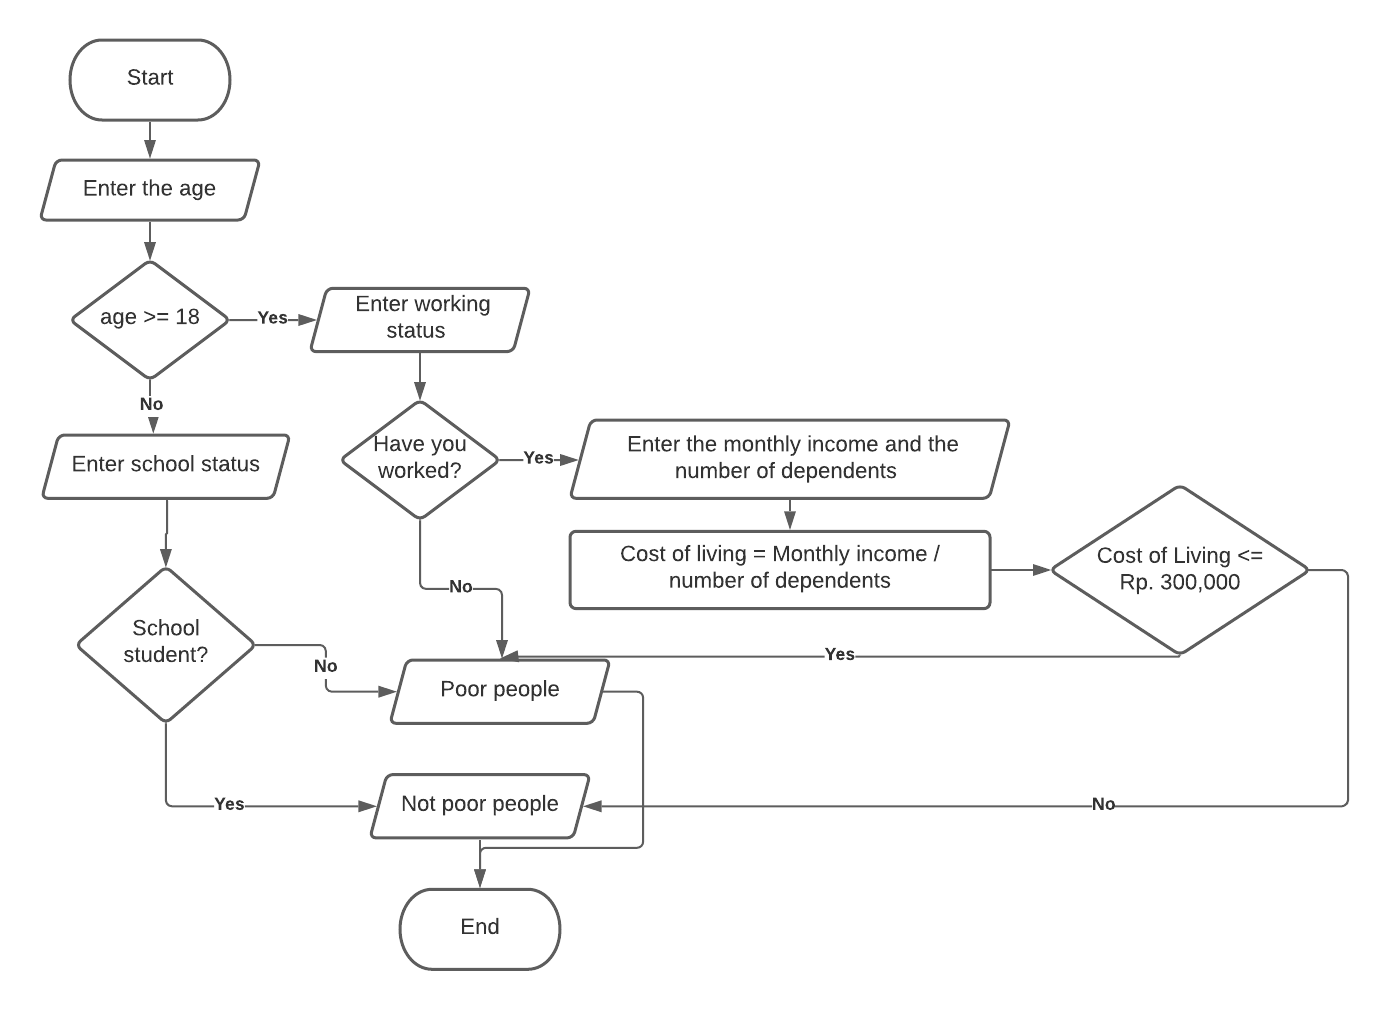 Start
Enter the age
age >= 18
Yes
Enter working
status
No
Enter school status
Have you
worked?
Yes
Enter the monthly income and the
number of dependents
Cost of living = Monthly income /
number of dependents
Cost of Living <=
Rp. 300,000
No
School
student?
No
Yes
Poor people
Yes
Not poor people
No
End